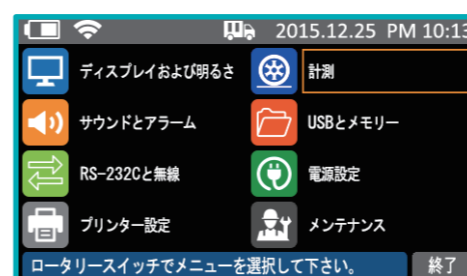 2015.12.25 PM 10:13
ディスプレイおよび明るさ
計測
サウンドとアラーム
USBとメモリー
RS-232Cと無線
電源設定
プリンター設定
メンテナンス
ロータリースイッチでメニューを選択して下さい。
終了